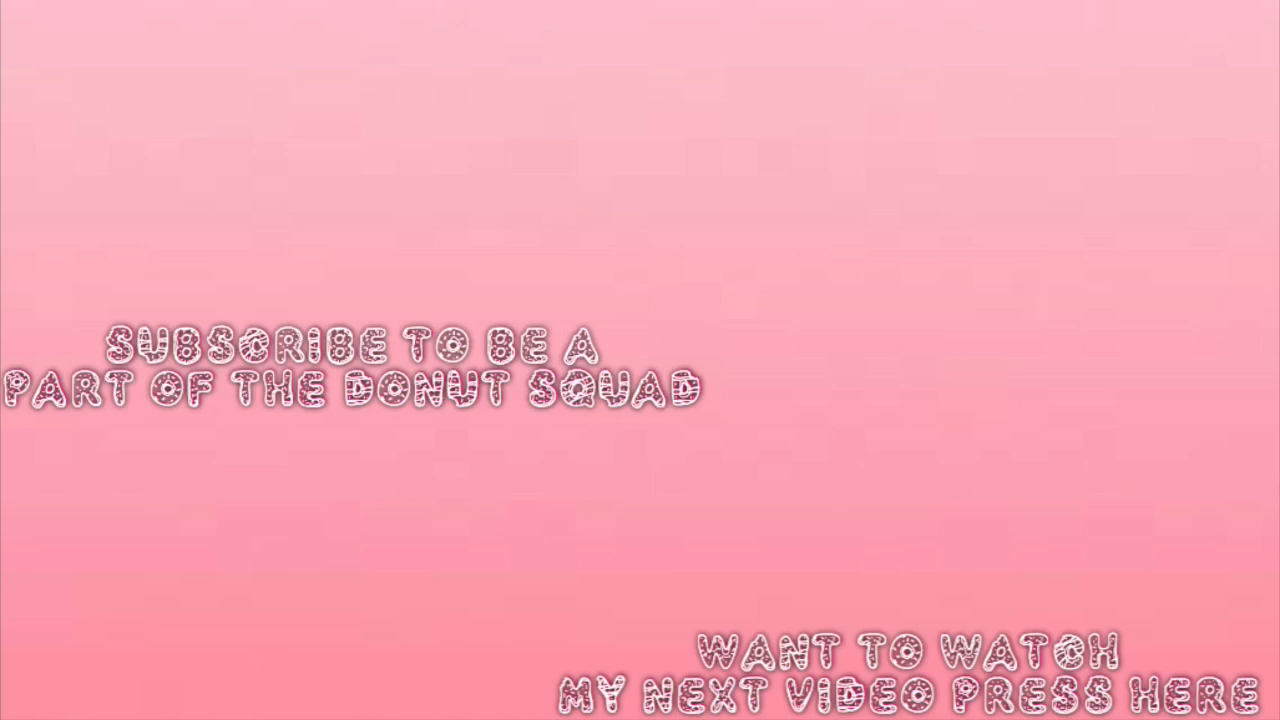 SUBSCRIBE TO BE A
PART OF THE DONUT SQUAD
WANT TO WATCH
MY NEXT VIDEO PRESS HERE